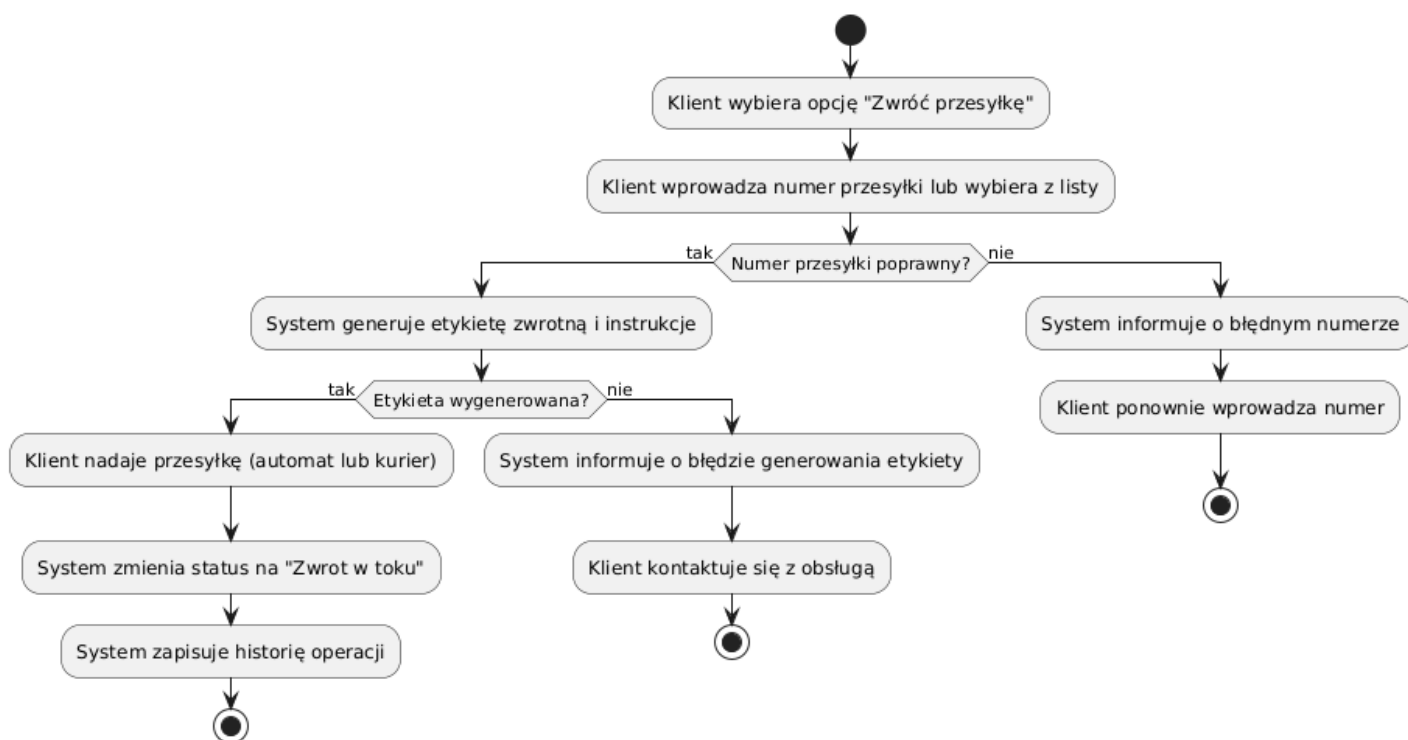 Klient wybiera opcję "Zwróć przesyłkę"
Klient wprowadza numer przesyłki lub wybiera z listy
tak
Numer przesyłki poprawny?
nie
System generuje etykietę zwrotną i instrukcje
System informuje o błędnym numerze
tak
Etykieta wygenerowana?
nie
Klient ponownie wprowadza numer
Klient nadaje przesyłkę (automat lub kurier)
System informuje o błędzie generowania etykiety
System zmienia status na "Zwrot w toku"
Klient kontaktuje się z obsługą
System zapisuje historię operacji